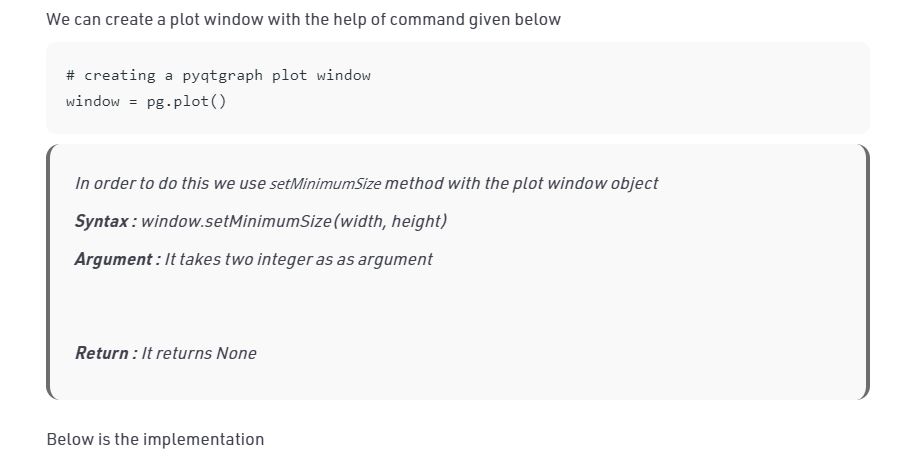 We can create a plot window with the help of command given below
# creating a pyqtgraph plot window
window = pg.plot()
In order to do this we use setMinimumSize method with the plot window object
Syntax : window.setMinimumSize(width, height)
Argument : It takes two integer as as argument
Return : It returns None
Below is the implementation